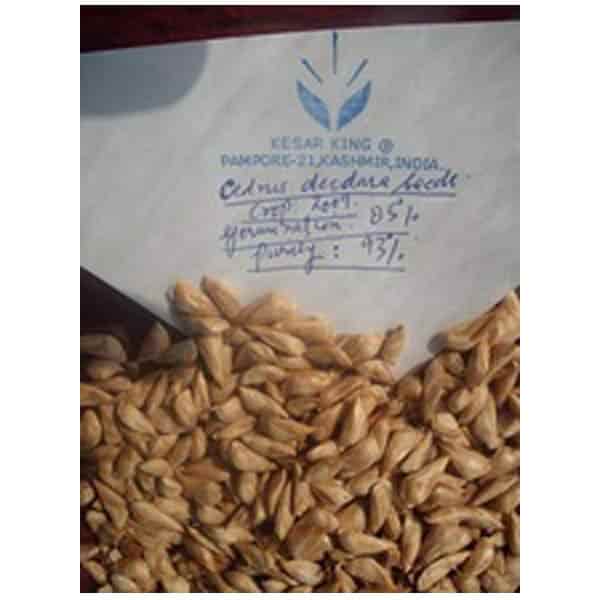 KESAR KING @
PAMPORE-21,KASHMIR,INDIA.
Cedrus deodara seeds.
Crop. 2009.
germination. 85%
purity : 93%